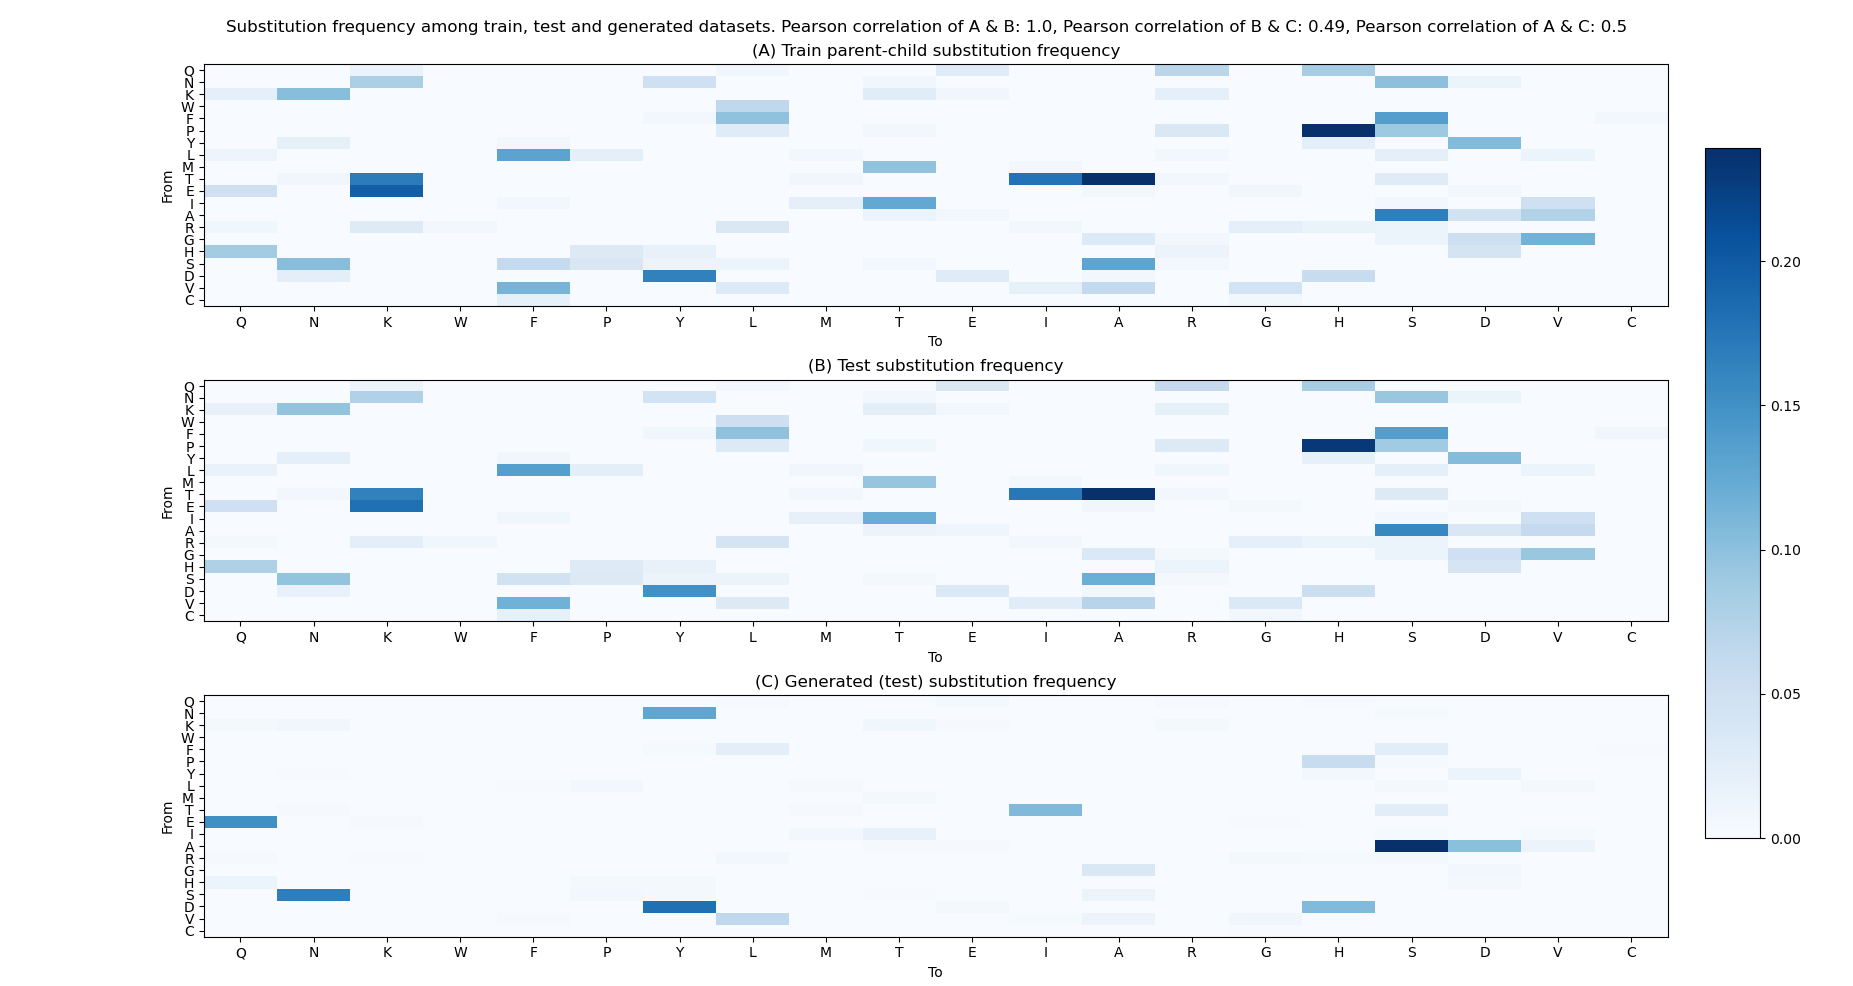 Substitution frequency among train, test and generated datasets. Pearson correlation of A & B: 1.0, Pearson correlation of B & C: 0.49, Pearson correlation of A & C: 0.5
(A) Train parent-child substitution frequency
From
Q
N
K
W
F
P
Y
L
M
T
E
I
A
R
G
H
S
D
V
C
Q N K W F P Y L M T E I A R G H S D V C
To
(B) Test substitution frequency
From
Q
N
K
W
F
P
Y
L
M
T
E
I
A
R
G
H
S
D
V
C
Q N K W F P Y L M T E I A R G H S D V C
To
(C) Generated (test) substitution frequency
From
Q
N
K
W
F
P
Y
L
M
T
E
I
A
R
G
H
S
D
V
C
Q N K W F P Y L M T E I A R G H S D V C
To
0.20
0.15
0.10
0.05
0.00